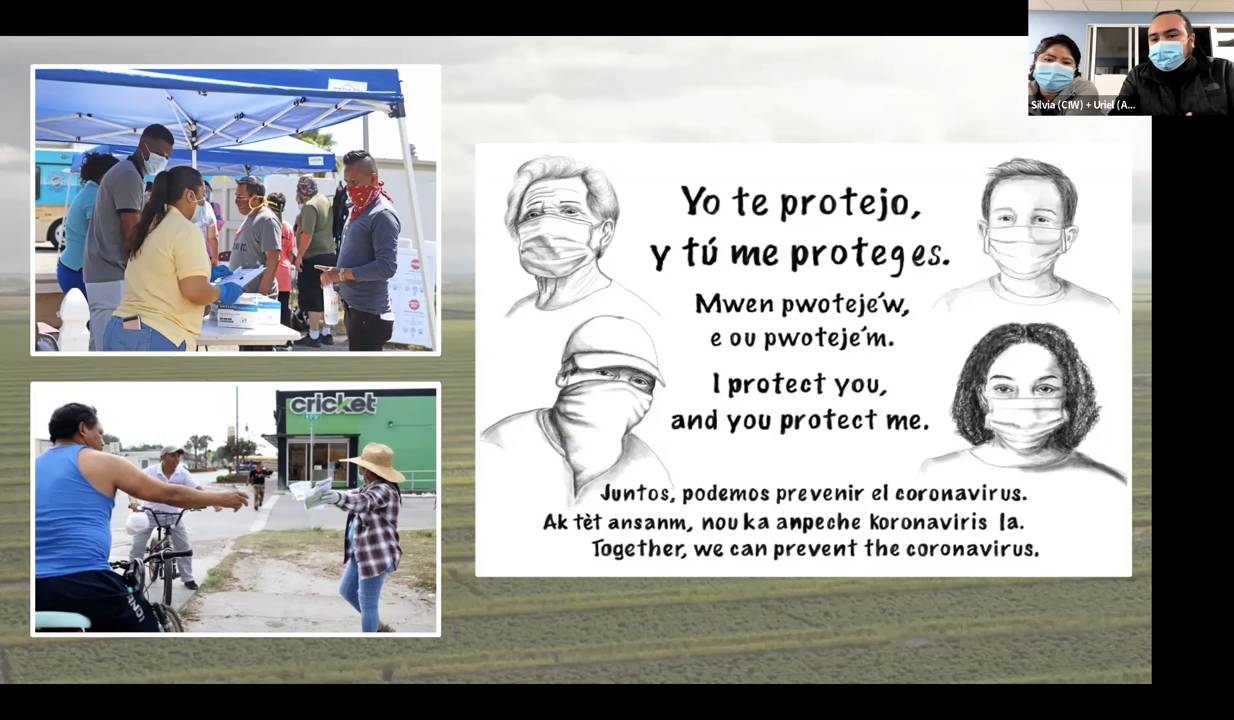 Yo te protejo,
y tú me proteges.
Mwen pwoteje´w,
e ou pwoteje´m.
I protect you,
and you protect me.
Juntos, podemos prevenir el coronavirus.
Ak tèt ansanm, nou ka anpeche koronaviris la.
Together, we can prevent the coronavirus.
cricket
Silvia (CIW) + Uriel (A...